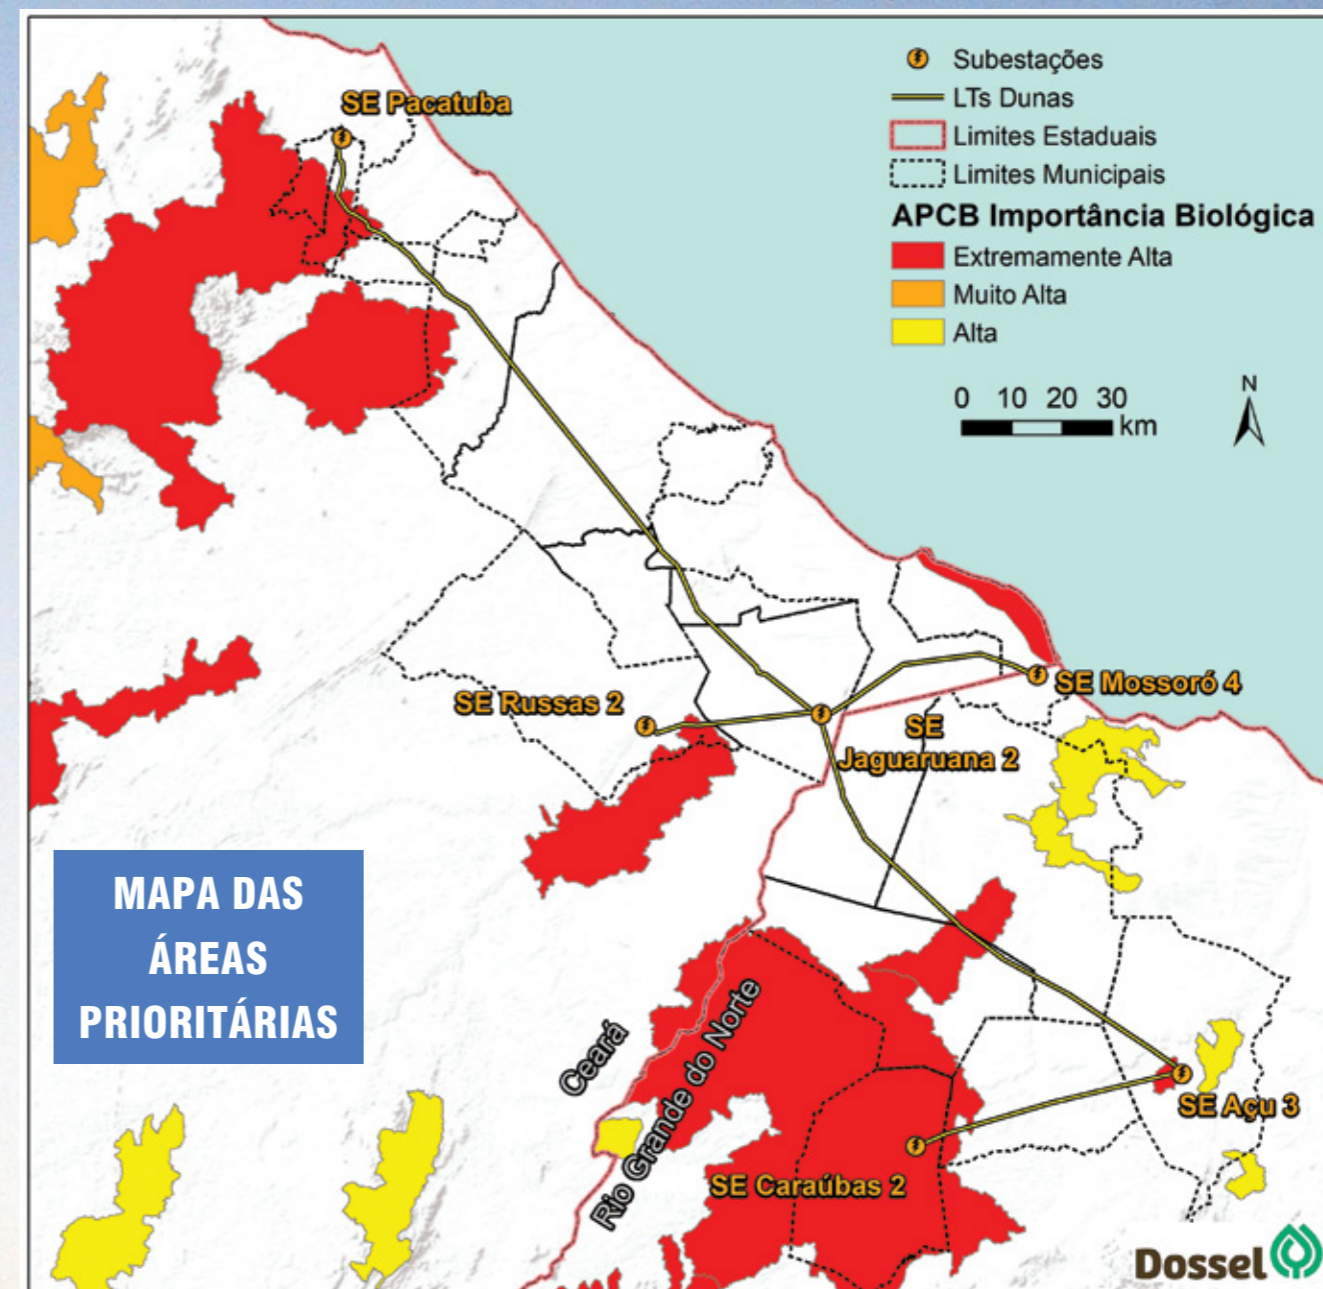 Subestações
LTs Dunas
Limites Estaduais
Limites Municipais
APCB Importância Biológica
Extremamente Alta
Muito Alta
Alta
0 10 20 30
km
N
SE Pacatuba
SE Russas 2
SE Mossoró 4
SE
Jaguaruana 2
MAPA DAS
ÁREAS
PRIORITÁRIAS
Ceará
Rio Grande do Norte
SE Açu 3
SE Caraúbas 2
Dossel